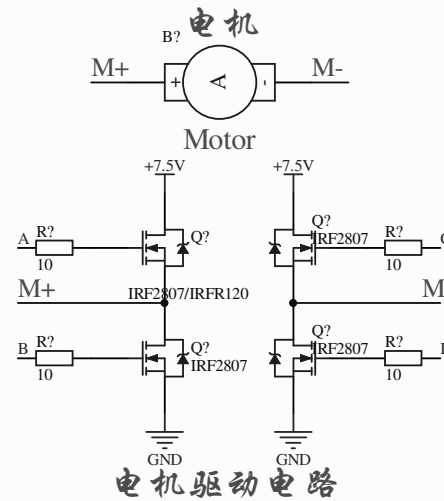 电机
B?
M+ + A - M-
Motor
+7.5V +7.5V
A R? Q? Q? R?
10 IRF2807 10
M+ IRF2807/IRFR120 M
B R? Q? Q? R?
10 IRF2807 IRF2807 10
GND GND
电机驱动电路